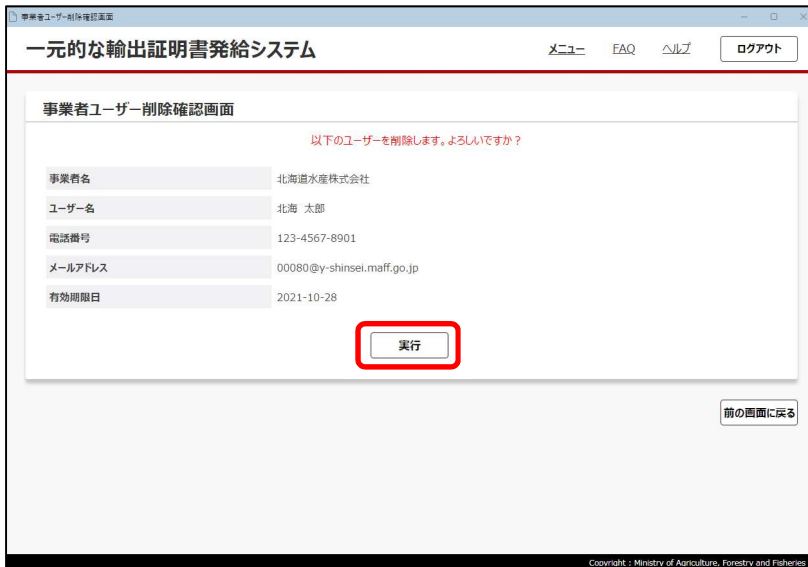 事業者ユーザー削除確認画面
一元的な輸出証明書発給システム
メニュー FAQ ヘルプ ログアウト
事業者ユーザー削除確認画面
以下のユーザーを削除します。よろしいですか？
事業者名 北海道水産株式会社
ユーザー名 北海 太郎
電話番号 123-4567-8901
メールアドレス 00080@y-shinsei.maff.go.jp
有効期限日 2021-10-28
実行
前の画面に戻る
Copyright : Ministry of Agriculture, Forestry and Fisheries